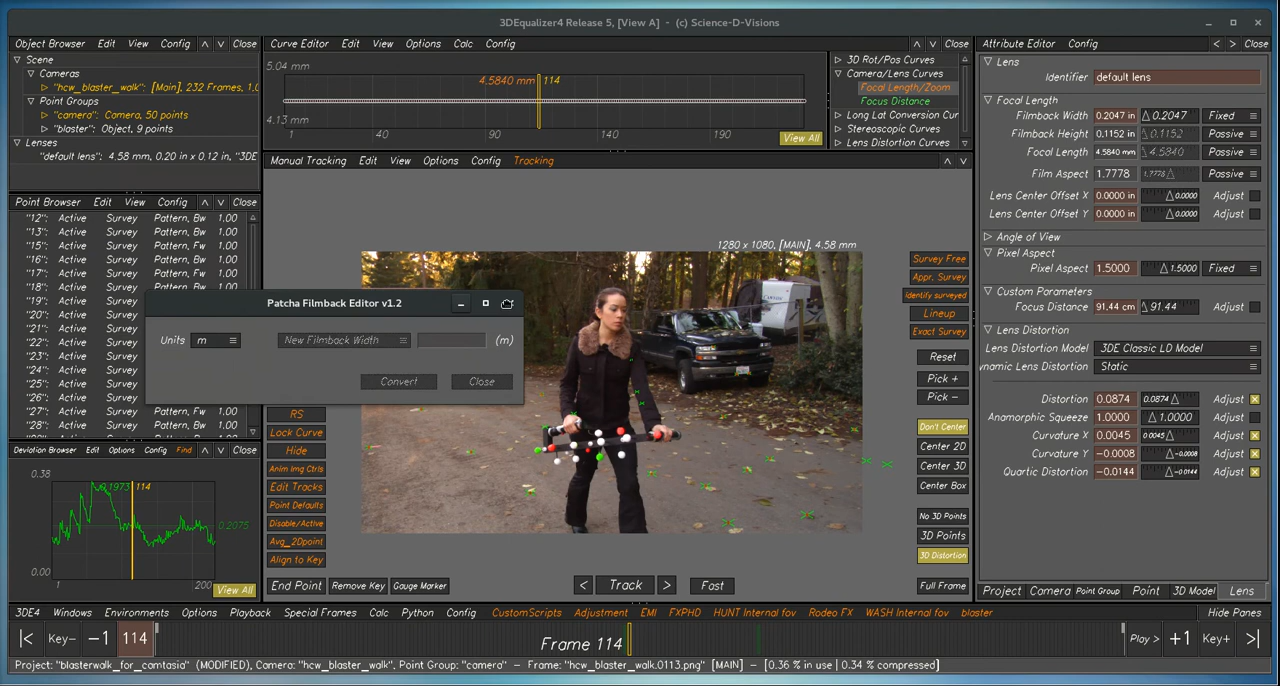 3DEqualizer4 Release 5, [View A]  -  (c) Science-D-Visions
Object Browser Edit View Config Close
Scene
Cameras
"hcw_blaster_walk": [Main], 232 Frames, 1.0
Point Groups
"camera": Camera, 50 points
"blaster": Object, 9 points
Lenses
"default lens": 4.58 mm, 0.20 in x 0.12 in, "3DE
Curve Editor Edit View Options Calc Config Close
5.04 mm
4.5840 mm 114
4.13 mm
1 40 90 140 190
View All
3D Rot/Pos Curves
Camera/Lens Curves
Focal Length/Zoom
Focus Distance
Long Lat Conversion Cur
Stereoscopic Curves
Lens Distortion Curves
Point Browser Edit View Config Close
"12" Active Survey Pattern, Bw 1.00
"13": Active Survey Pattern, Bw 1.00
"15": Active Survey Pattern, Fw 1.00
"16" Active Survey Pattern, Bw 1.00
"17": Active Survey Pattern, Fw 1.00
"18"
"19"
"20"
"21"
"22"
"23"
"24"
"25"
"26": Active Survey Pattern, Bw 1.00
"27": Active Survey Pattern, Fw 1.00
"28": Active Survey Pattern, Bw 1.00
Manual Tracking Edit View Options Config Tracking
1280 x 1080, [MAIN], 4.58 mm
Patcha Filmback Editor v1.2
Units m New Filmback Width (m)
Convert Close
RS
Lock Curve
Hide
Anim Img Ctrls
Edit Tracks
Point Defaults
Disable/Active
Avg_2Dpoint
Align to Key
Survey Free
Appr. Survey
Identify surveyed
Lineup
Exact Survey
Reset
Pick +
Pick −
Don't Center
Center 2D
Center 3D
Center Box
No 3D Points
3D Points
3D Distortion
Full Frame
End Point Remove Key Gauge Marker < Track > Fast
Deviation Browser Edit Options Config Find Close
0.38
0.1973 114
0.2075
0.00
1 200
View All
Attribute Editor Config < > Close
Lens
Identifier default lens
Focal Length
Filmback Width 0.2047 in 0.2047 Fixed
Filmback Height 0.1152 in 0.1152 Passive
Focal Length 4.5840 mm 4.5840 Passive
Film Aspect 1.7778 1.7778 Passive
Lens Center Offset X 0.0000 in 0.0000 Adjust
Lens Center Offset Y 0.0000 in 0.0000 Adjust
Angle of View
Pixel Aspect
Pixel Aspect 1.5000 1.5000 Fixed
Custom Parameters
Focus Distance 91.44 cm 91.44 Adjust
Lens Distortion
Lens Distortion Model 3DE Classic LD Model
ynamic Lens Distortion Static
Distortion 0.0874 0.0874 Adjust
Anamorphic Squeeze 1.0000 1.0000 Adjust
Curvature X 0.0045 0.0045 Adjust
Curvature Y −0.0008 −0.0008 Adjust
Quartic Distortion −0.0144 −0.0144 Adjust
Project Camera Point Group Point 3D Model Lens
3DE4 Windows Environments Options Playback Special Frames Calc Python Config CustomScripts Adjustment EMI FXPHD HUNT Internal fov Rodeo FX WASH Internal fov blaster Hide Panes
Key− −1 114 Frame 114 Play > +1 Key+
Project: "blasterwalk_for_camtasia" (MODIFIED), Camera: "hcw_blaster_walk", Point Group: "camera" − Frame: "hcw_blaster_walk.0113.png" [MAIN] − [0.36 % in use | 0.34 % compressed]